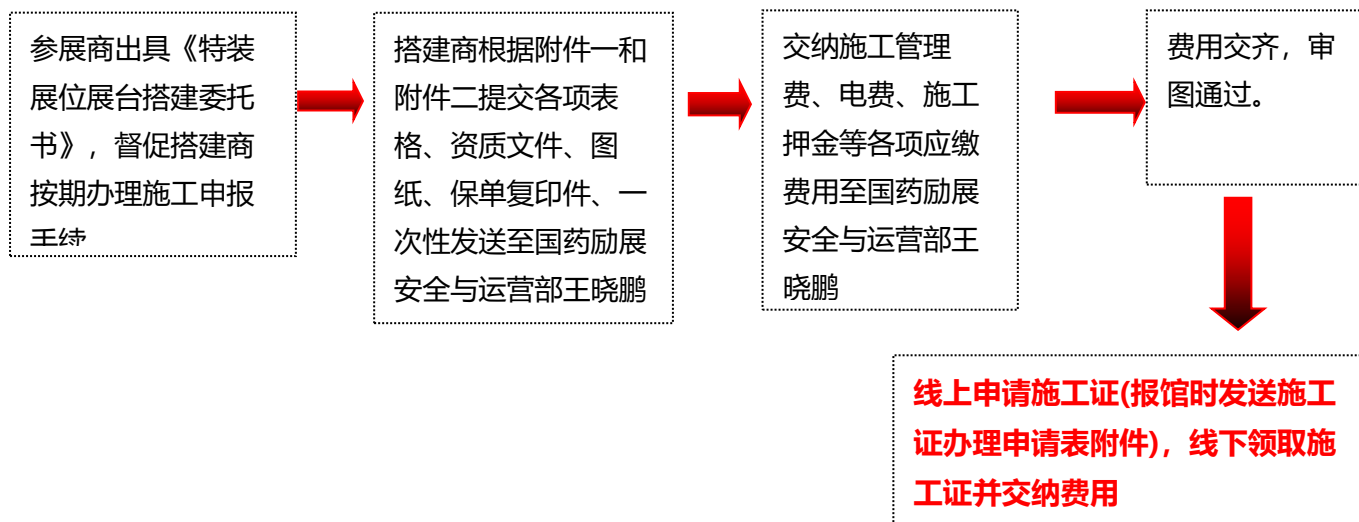 参展商出具《特装
展位展台搭建委托
书》，督促搭建商
按期办理施工申报
手续
搭建商根据附件一和
附件二提交各项表
格、资质文件、图
纸、保单复印件、一
次性发送至国药励展
安全与运营部王晓鹏
交纳施工管理
费、电费、施工
押金等各项应缴
费用至国药励展
安全与运营部王
晓鹏
费用交齐，审
图通过。
线上申请施工证(报馆时发送施工
证办理申请表附件)，线下领取施
工证并交纳费用